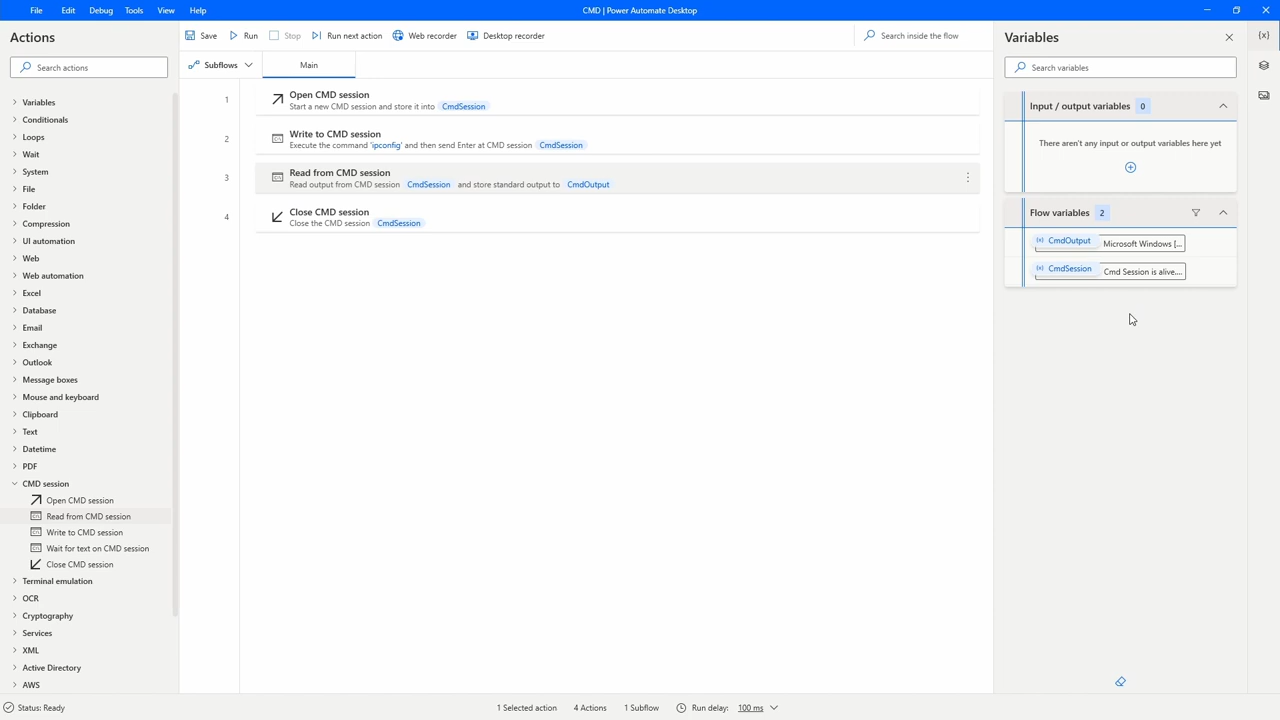 File Edit Debug Tools View Help
CMD | Power Automate Desktop
Actions
Search actions
Variables
Conditionals
Loops
Wait
System
File
Folder
Compression
UI automation
Web
Web automation
Excel
Database
Email
Exchange
Outlook
Message boxes
Mouse and keyboard
Clipboard
Text
Datetime
PDF
CMD session
Open CMD session
Read from CMD session
Write to CMD session
Wait for text on CMD session
Close CMD session
Terminal emulation
OCR
Cryptography
Services
XML
Active Directory
AWS
Save Run Stop Run next action Web recorder Desktop recorder
Search inside the flow
Subflows Main
1
Open CMD session
Start a new CMD session and store it into CmdSession
2
Write to CMD session
Execute the command 'ipconfig' and then send Enter at CMD session CmdSession
3
Read from CMD session
Read output from CMD session CmdSession and store standard output to CmdOutput
4
Close CMD session
Close the CMD session CmdSession
Variables
{x}
Search variables
Input / output variables 0
There aren't any input or output variables here yet
Flow variables 2
(x) CmdOutput Microsoft Windows [...
(x) CmdSession Cmd Session is alive....
Status: Ready
1 Selected action 4 Actions 1 Subflow Run delay: 100 ms